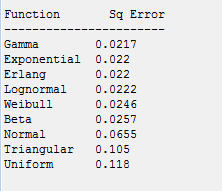 Function Sq Error
-----------------------
Gamma 0.0217
Exponential 0.022
Erlang 0.022
Lognormal 0.0222
Weibull 0.0246
Beta 0.0257
Normal 0.0655
Triangular 0.105
Uniform 0.118